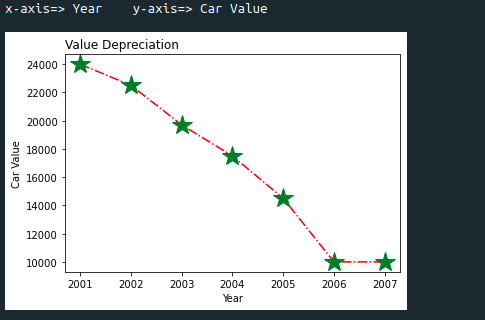 x-axis=> Year    y-axis=> Car Value
Value Depreciation
24000
22000
20000
18000
16000
14000
12000
10000
Car Value
2001 2002 2003 2004 2005 2006 2007
Year